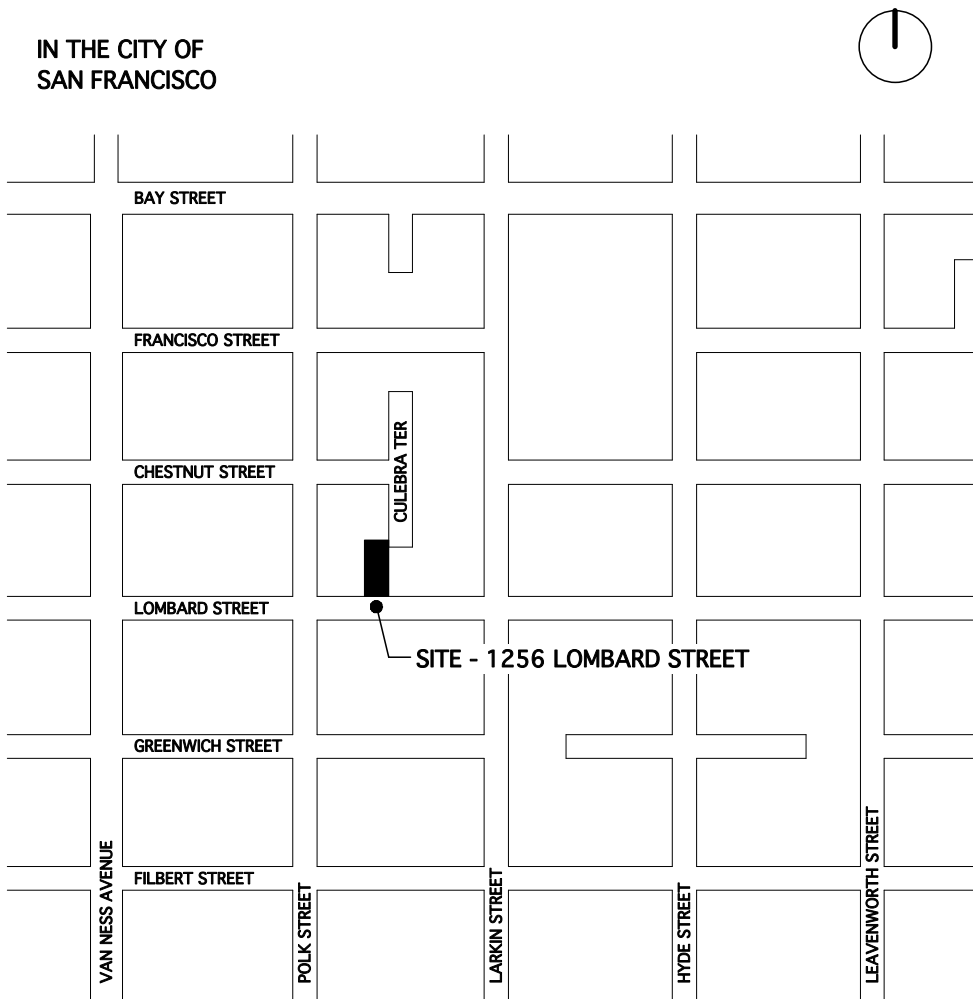 IN THE CITY OF
SAN FRANCISCO
BAY STREET
FRANCISCO STREET
CHESTNUT STREET
CULEBRA TER
LOMBARD STREET
SITE - 1256 LOMBARD STREET
GREENWICH STREET
FILBERT STREET
VAN NESS AVENUE
POLK STREET
LARKIN STREET
HYDE STREET
LEAVENWORTH STREET